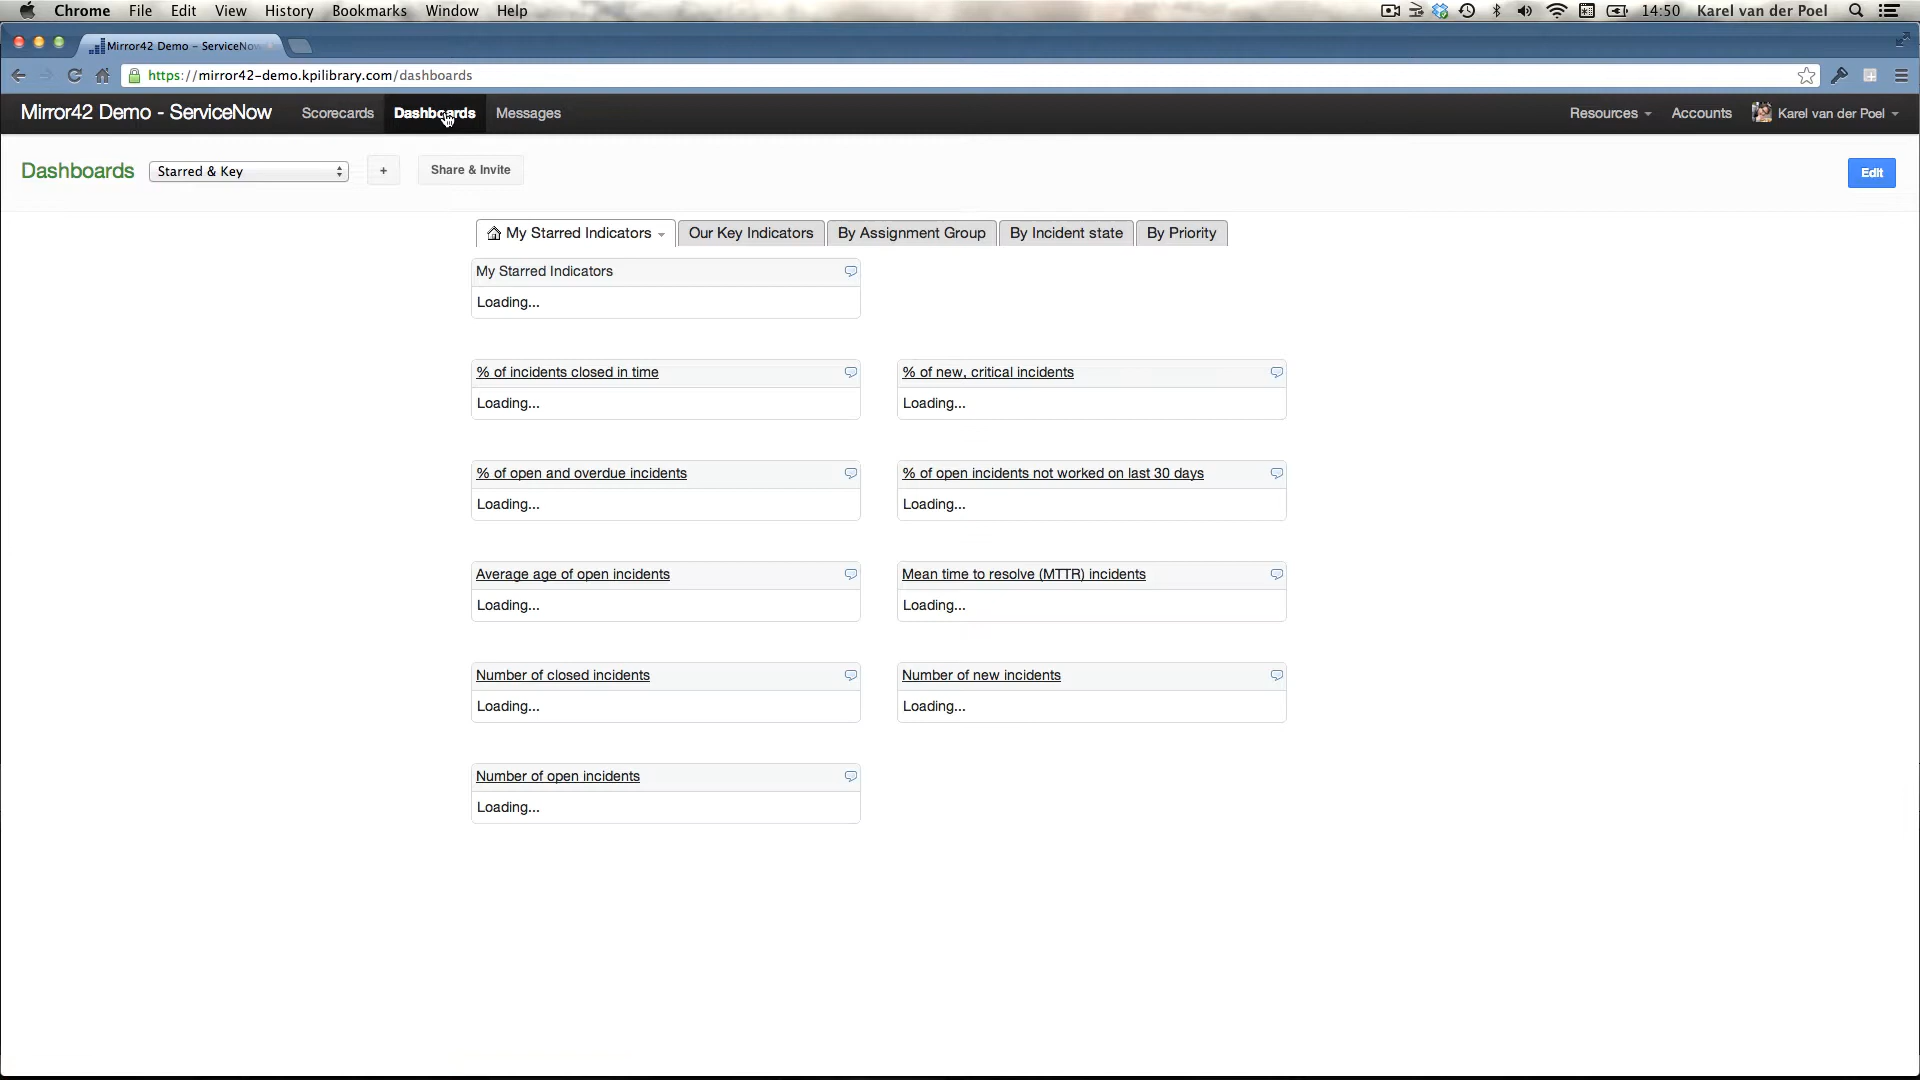 Chrome File Edit View History Bookmarks Window Help 14:50 Karel van der Poel
Mirror42 Demo – ServiceNow
https://mirror42-demo.kpilibrary.com/dashboards
Mirror42 Demo - ServiceNow Scorecards Dashboards Messages Resources Accounts Karel van der Poel
Dashboards Starred & Key + Share & Invite Edit
My Starred Indicators Our Key Indicators By Assignment Group By Incident state By Priority
My Starred Indicators
Loading...
% of incidents closed in time % of new, critical incidents
Loading... Loading...
% of open and overdue incidents % of open incidents not worked on last 30 days
Loading... Loading...
Average age of open incidents Mean time to resolve (MTTR) incidents
Loading... Loading...
Number of closed incidents Number of new incidents
Loading... Loading...
Number of open incidents
Loading...